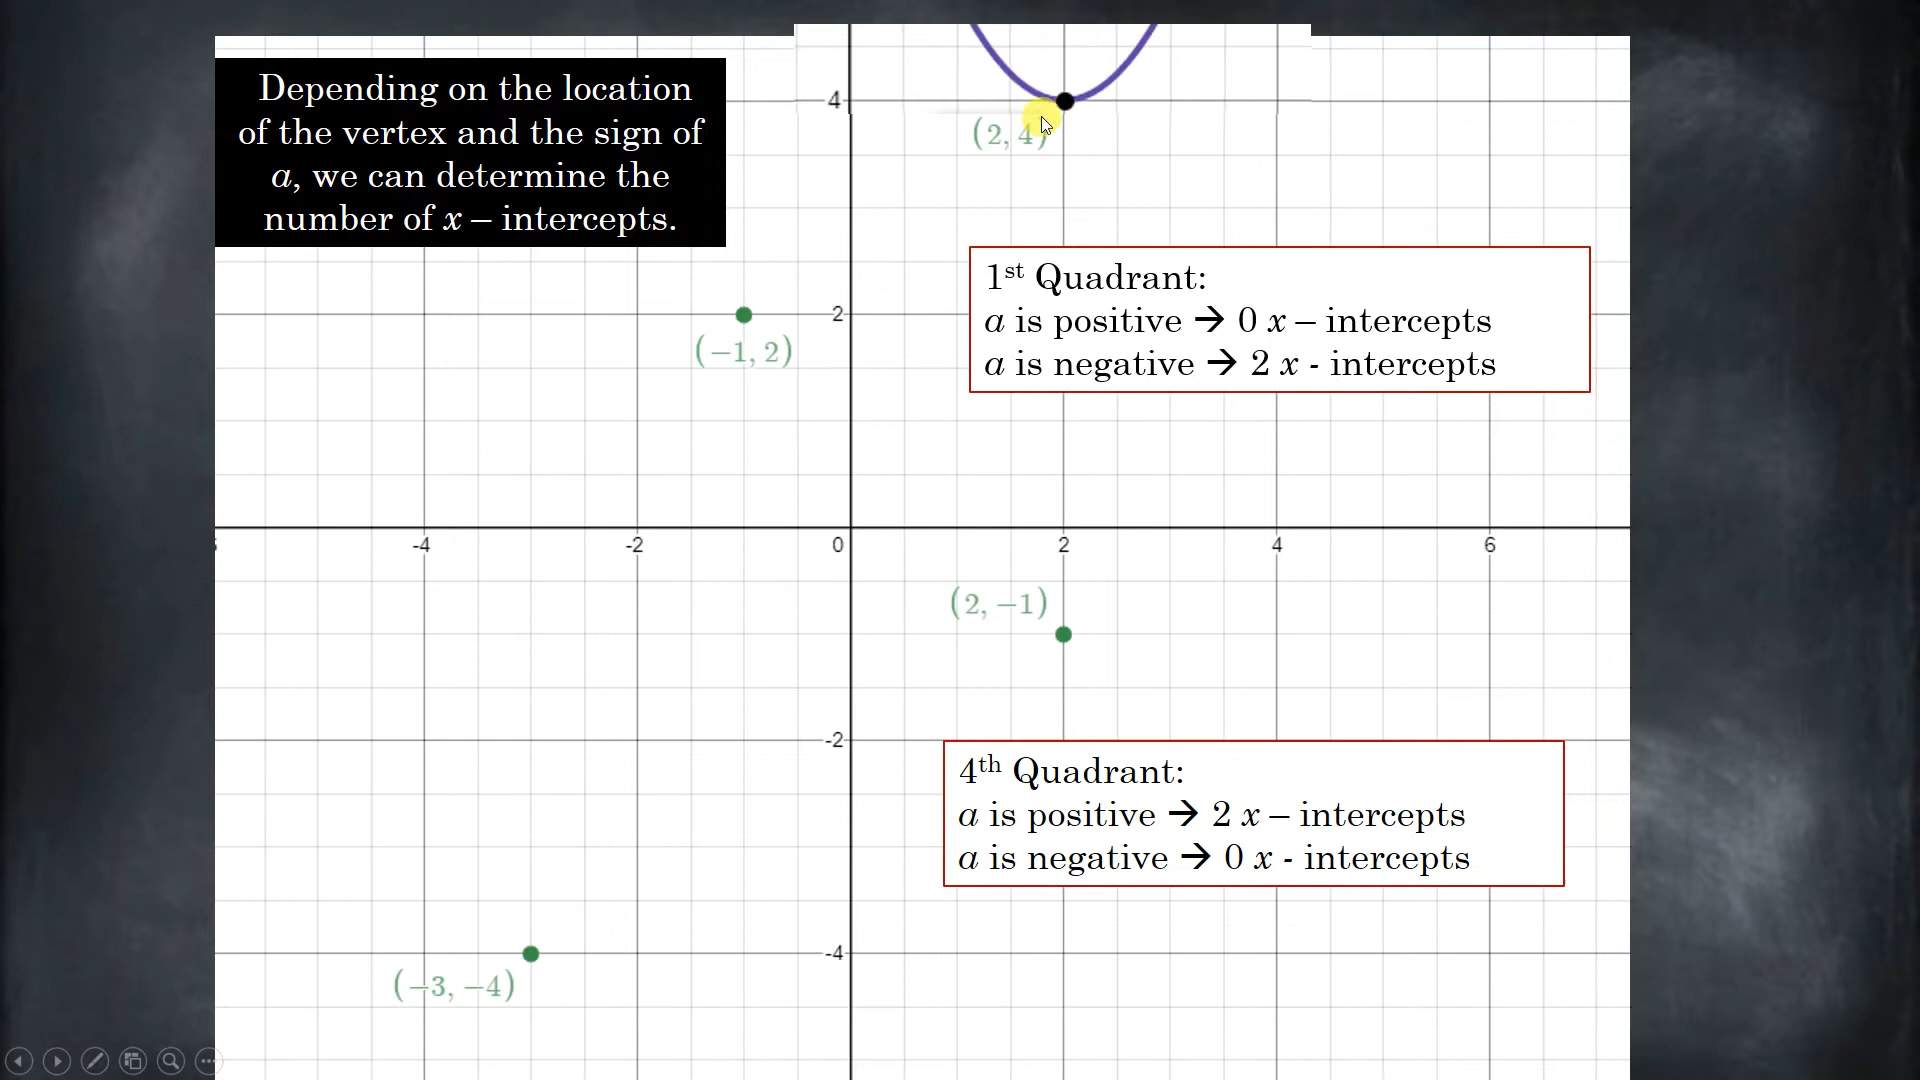 Depending on the location
of the vertex and the sign of
a, we can determine the
number of x – intercepts.
4
(2, 4)
1st Quadrant:
a is positive → 0 x – intercepts
a is negative → 2 x - intercepts
2
(−1, 2)
-4 -2 0 2 4 6
(2, −1)
-2
4th Quadrant:
a is positive → 2 x – intercepts
a is negative → 0 x - intercepts
-4
(−3, −4)